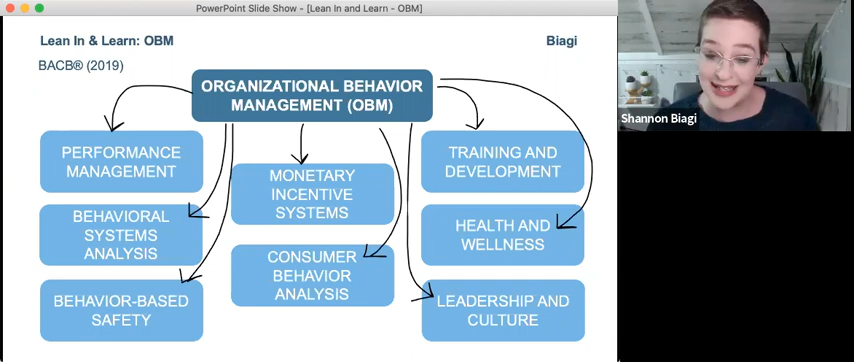 PowerPoint Slide Show - [Lean In and Learn - OBM]
Lean In & Learn: OBM
Biagi
BACB® (2019)
ORGANIZATIONAL BEHAVIOR
MANAGEMENT (OBM)
PERFORMANCE
MANAGEMENT
BEHAVIORAL
SYSTEMS
ANALYSIS
BEHAVIOR-BASED
SAFETY
MONETARY
INCENTIVE
SYSTEMS
CONSUMER
BEHAVIOR
ANALYSIS
TRAINING AND
DEVELOPMENT
HEALTH AND
WELLNESS
LEADERSHIP AND
CULTURE
Shannon Biagi